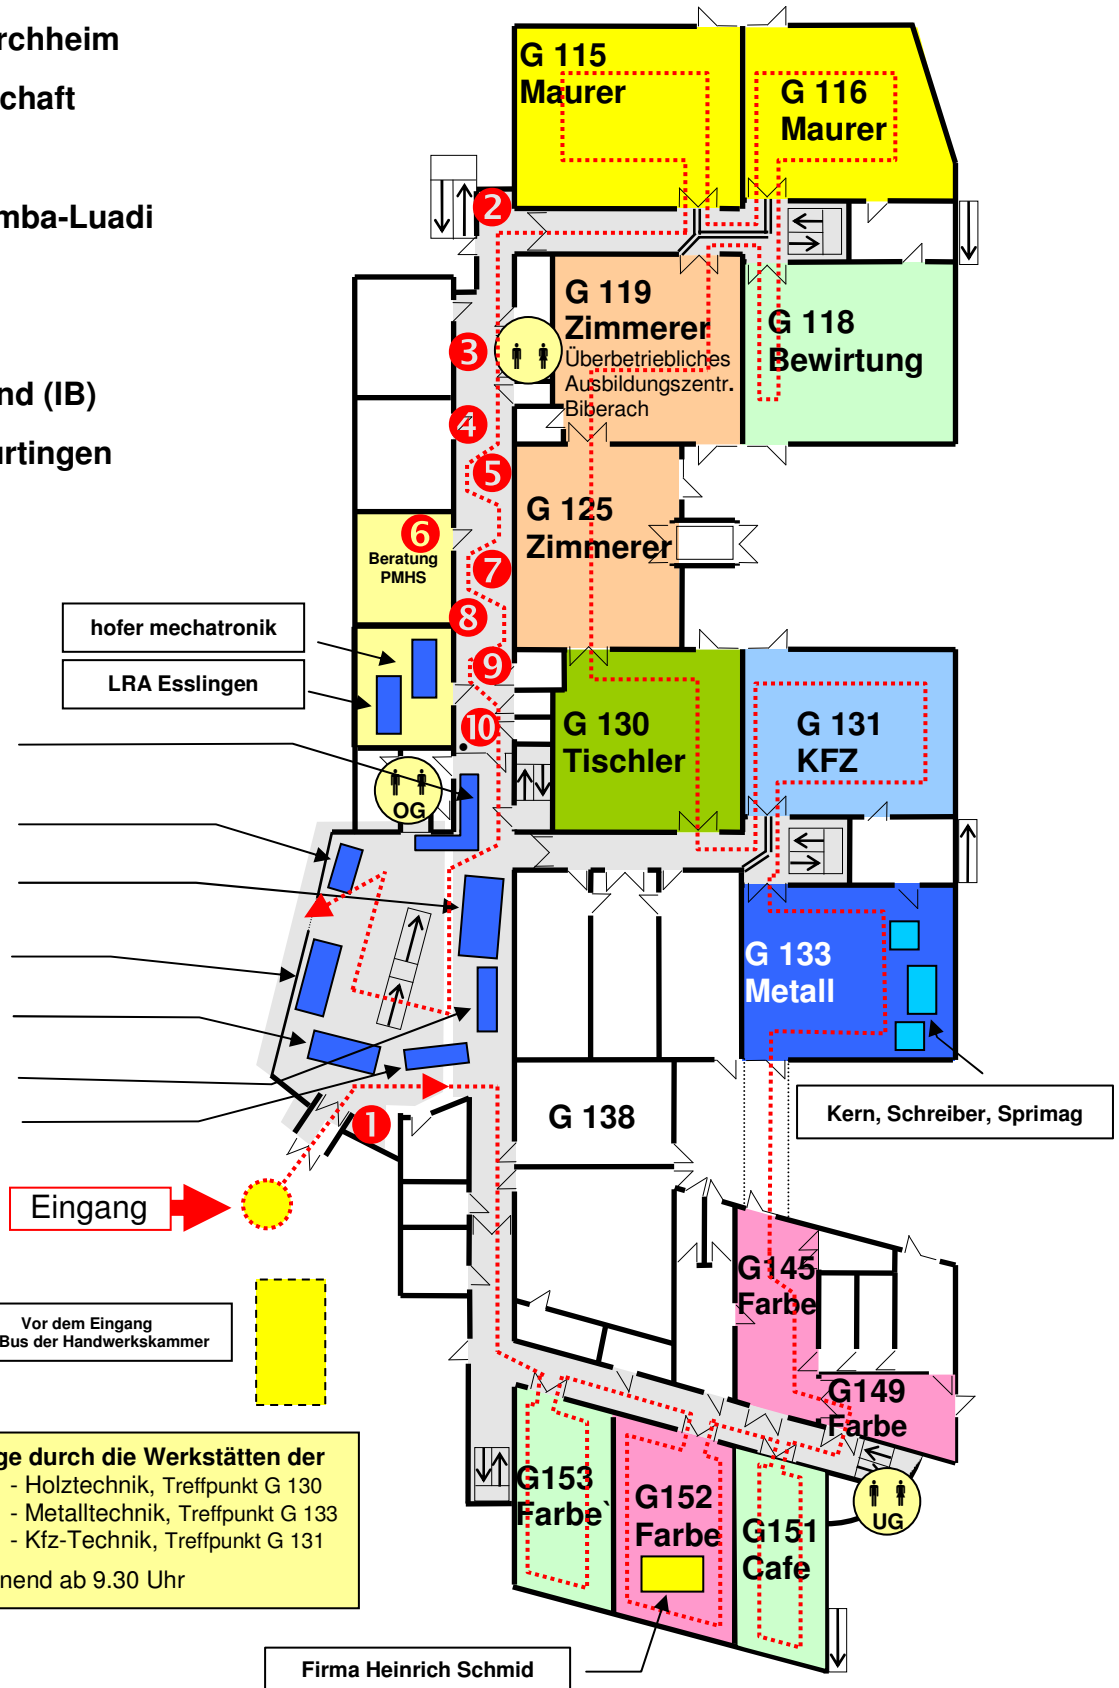 rchheim
schaft
mba-Luadi
nd (IB)
urtingen
G 115
Maurer
G 116
Maurer
2
G 119
Zimmerer
Überbetriebliches
Ausbildungszentr.
Biberach
G 118
Bewirtung
3
4
5
G 125
Zimmerer
6
Beratung
PMHS
7
8
hofer mechatronik
LRA Esslingen
9
10
G 130
Tischler
G 131
KFZ
OG
G 133
Metall
Kern, Schreiber, Sprimag
G 138
1
Eingang
Vor dem Eingang
Bus der Handwerkskammer
G145
Farbe
G149
Farbe
ge durch die Werkstätten der
- Holztechnik, Treffpunkt G 130
- Metalltechnik, Treffpunkt G 133
- Kfz-Technik, Treffpunkt G 131
nend ab 9.30 Uhr
G153
Farbe`
G152
Farbe
G151
Cafe
UG
Firma Heinrich Schmid